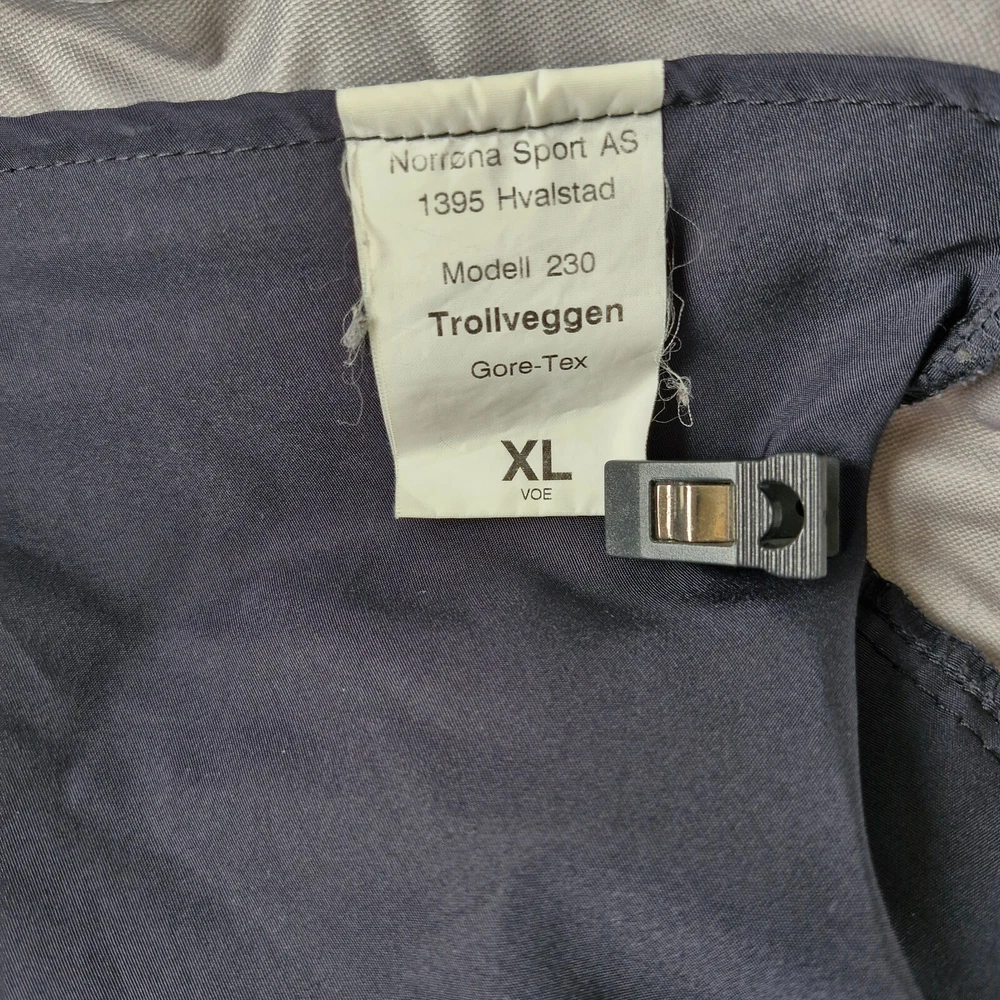 Norrøna Sport AS
1395 Hvalstad
Modell 230
Trollveggen
Gore-Tex
XL
VOE